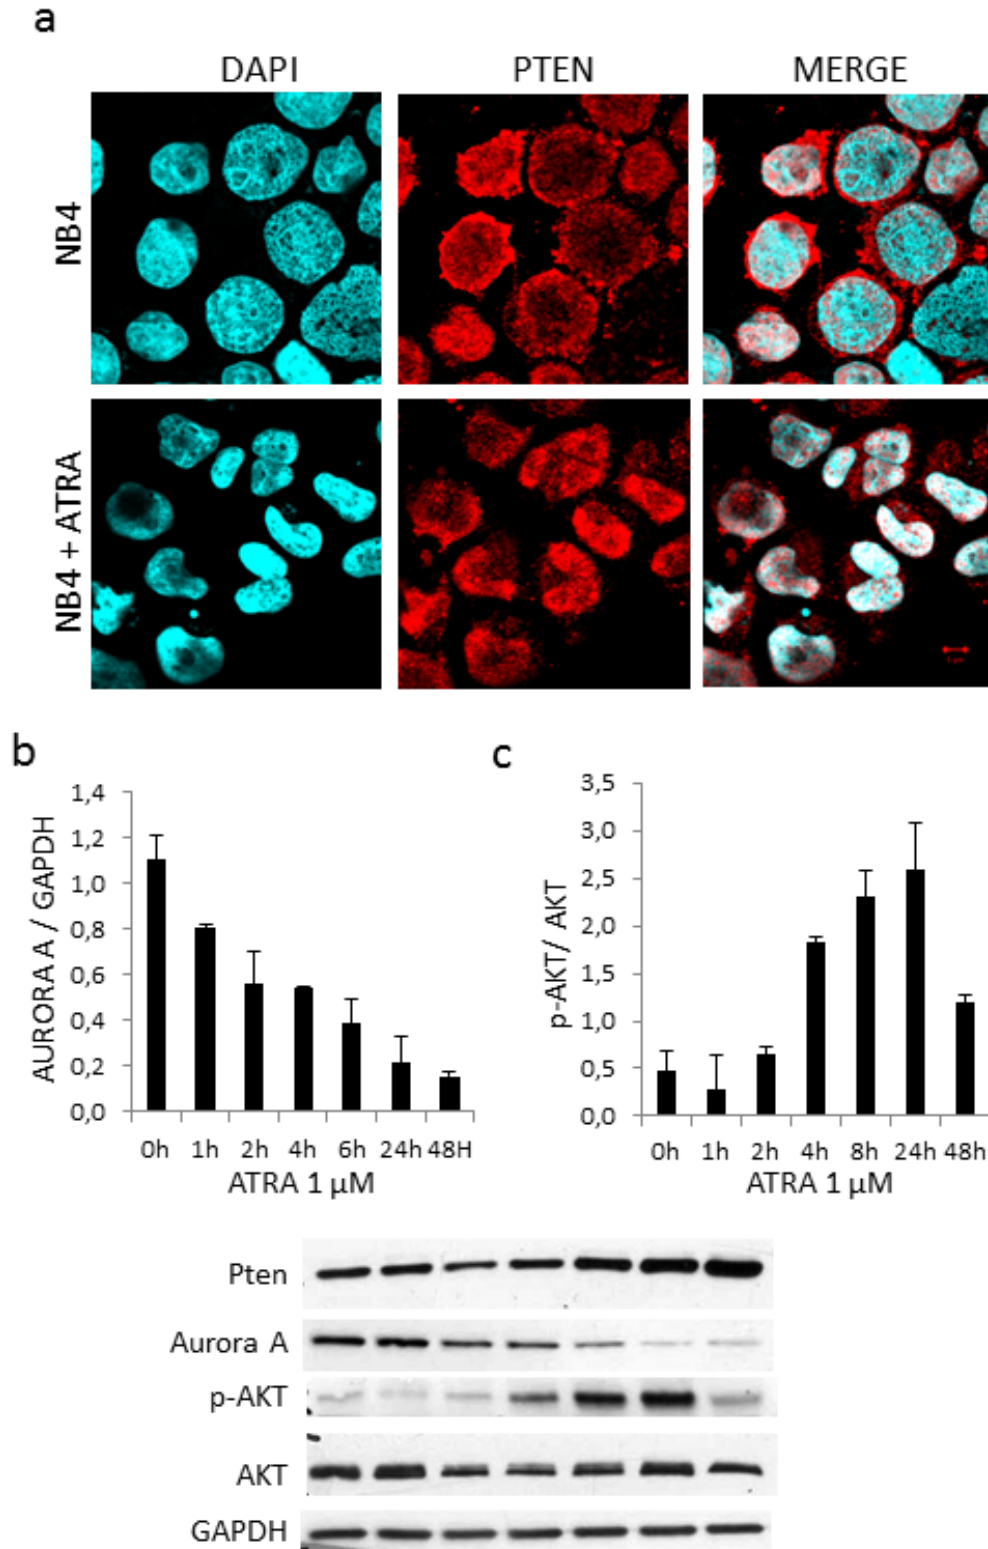 a
DAPI PTEN MERGE
NB4
NB4 + ATRA
b
AURORA A / GAPDH
1,4
1,2
1,0
0,8
0,6
0,4
0,2
0,0
0h 1h 2h 4h 6h 24h 48H
ATRA 1 µM
c
p-AKT/ AKT
3,5
3,0
2,5
2,0
1,5
1,0
0,5
0,0
0h 1h 2h 4h 8h 24h 48h
ATRA 1 µM
Pten
Aurora A
p-AKT
AKT
GAPDH